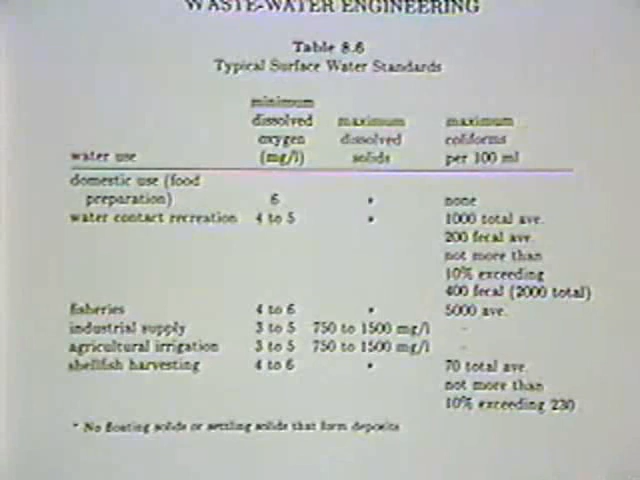 WASTE-WATER ENGINEERING
Table 8.6
Typical Surface Water Standards
minimum
dissolved maximum maximum
oxygen dissolved coliforms
water use (mg/l) solids per 100 ml
domestic use (food
preparation) 6 * none
water contact recreation 4 to 5 * 1000 total ave.
200 fecal ave.
not more than
10% exceeding
400 fecal (2000 total)
fisheries 4 to 6 * 5000 ave.
industrial supply 3 to 5 750 to 1500 mg/l -
agricultural irrigation 3 to 5 750 to 1500 mg/l -
shellfish harvesting 4 to 6 * 70 total ave.
not more than
10% exceeding 230
* No floating solids or settling solids that form deposits